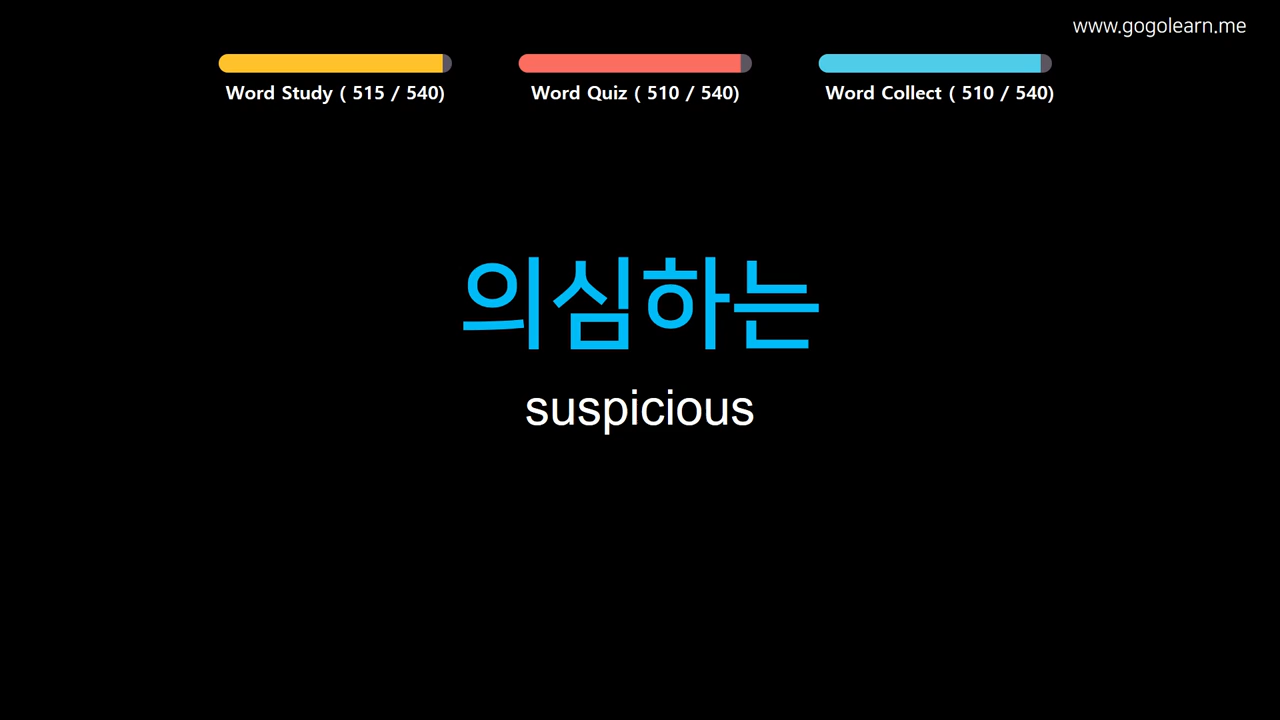 www.gogolearn.me
Word Study ( 515 / 540)
Word Quiz ( 510 / 540)
Word Collect ( 510 / 540)
의심하는
suspicious